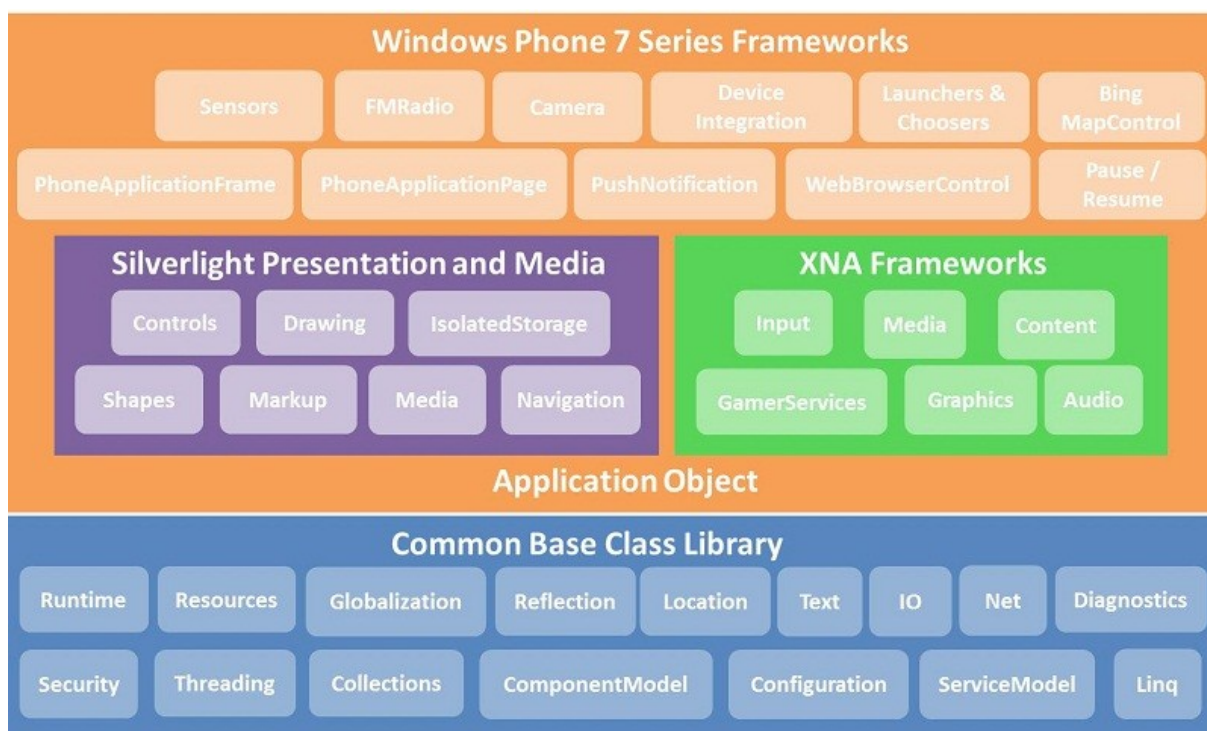 Windows Phone 7 Series Frameworks
Sensors
FMRadio
Camera
Device
Integration
Launchers &
Choosers
Bing
MapControl
PhoneApplicationFrame
PhoneApplicationPage
PushNotification
WebBrowserControl
Pause /
Resume
Silverlight Presentation and Media
Controls
Drawing
IsolatedStorage
Shapes
Markup
Media
Navigation
XNA Frameworks
Input
Media
Content
GamerServices
Graphics
Audio
Application Object
Common Base Class Library
Runtime
Resources
Globalization
Reflection
Location
Text
IO
Net
Diagnostics
Security
Threading
Collections
ComponentModel
Configuration
ServiceModel
Linq